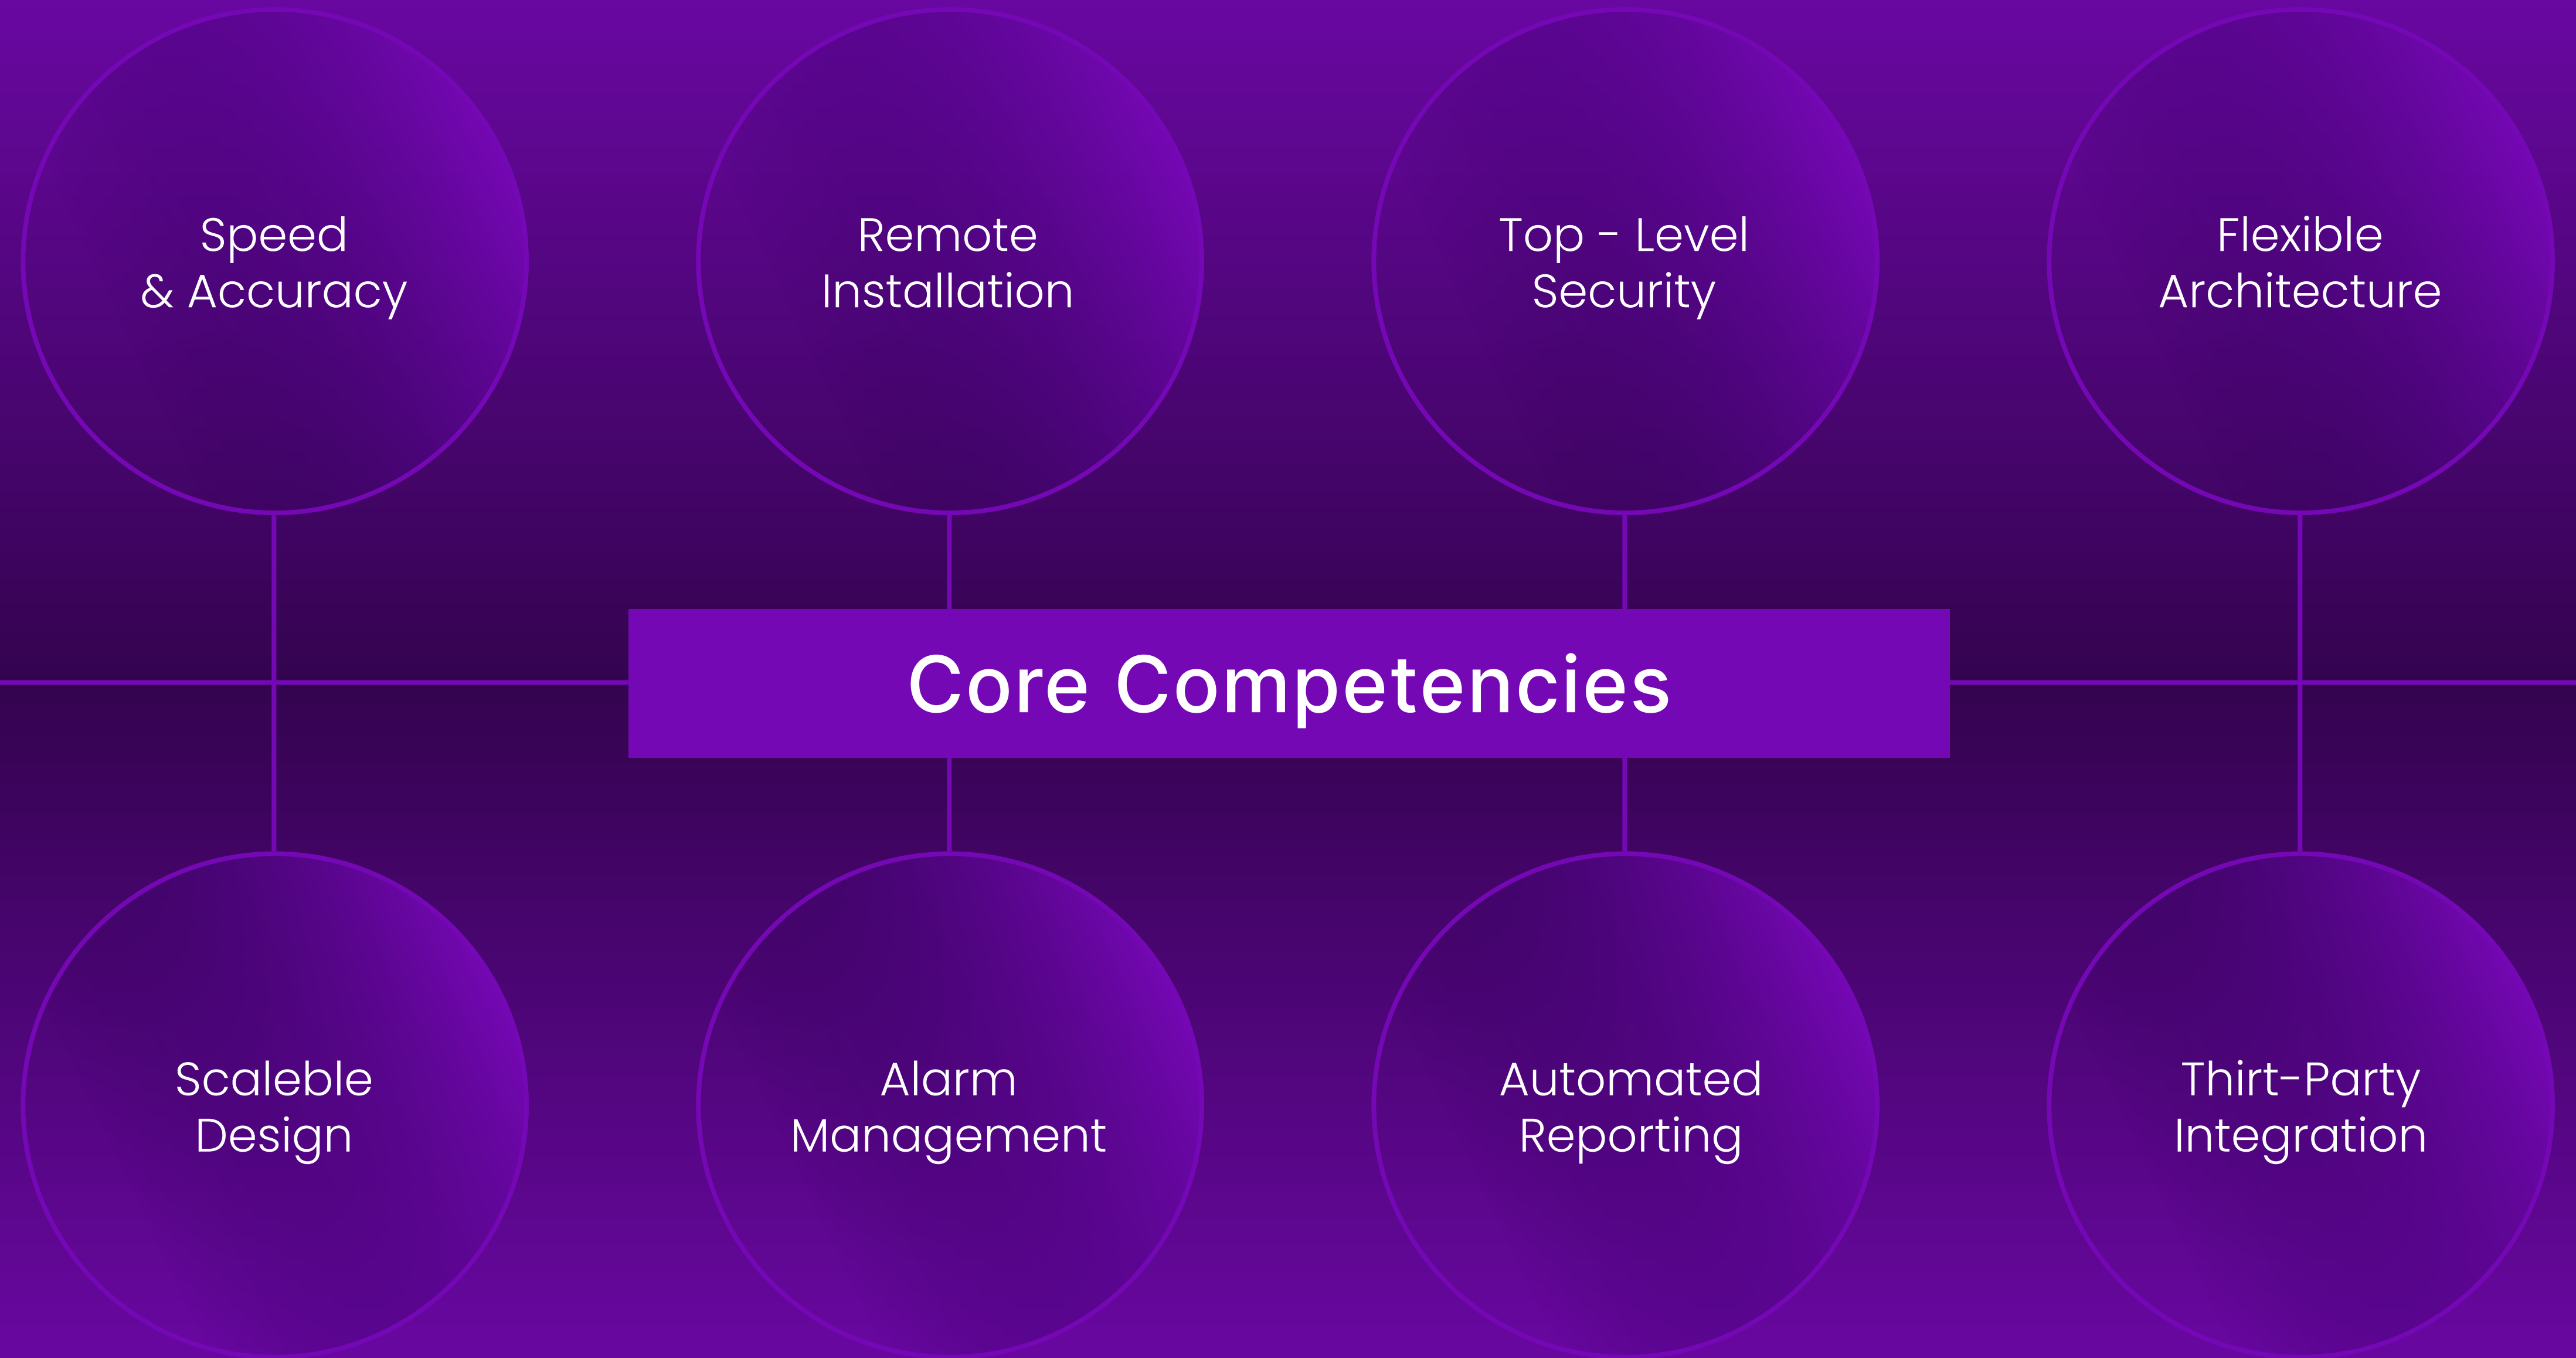 Speed
& Accuracy
Remote
Installation
Top - Level
Security
Flexible
Architecture
Core Competencies
Scaleble
Design
Alarm
Management
Automated
Reporting
Thirt-Party
Integration